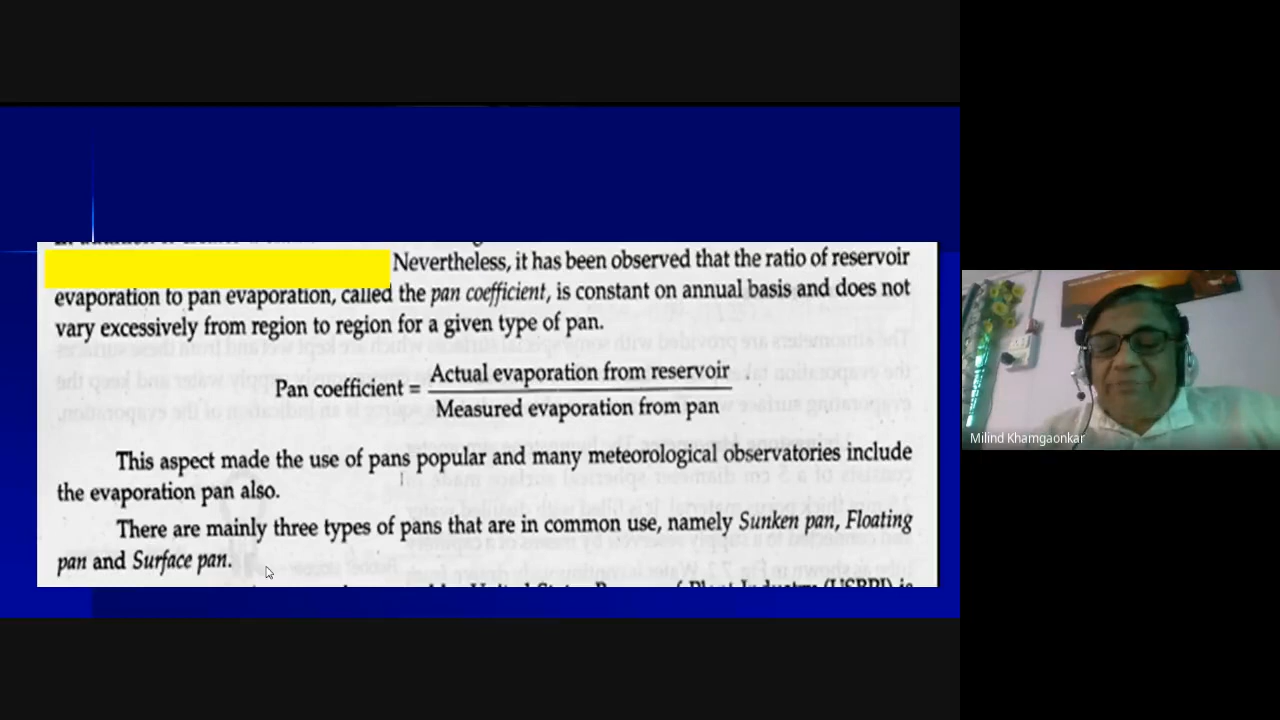 Nevertheless, it has been observed that the ratio of reservoir
evaporation to pan evaporation, called the pan coefficient, is constant on annual basis and does not
vary excessively from region to region for a given type of pan.
Pan coefficient = Actual evaporation from reservoir
Measured evaporation from pan
This aspect made the use of pans popular and many meteorological observatories include
the evaporation pan also.
There are mainly three types of pans that are in common use, namely Sunken pan, Floating
pan and Surface pan.
Milind Khamgaonkar